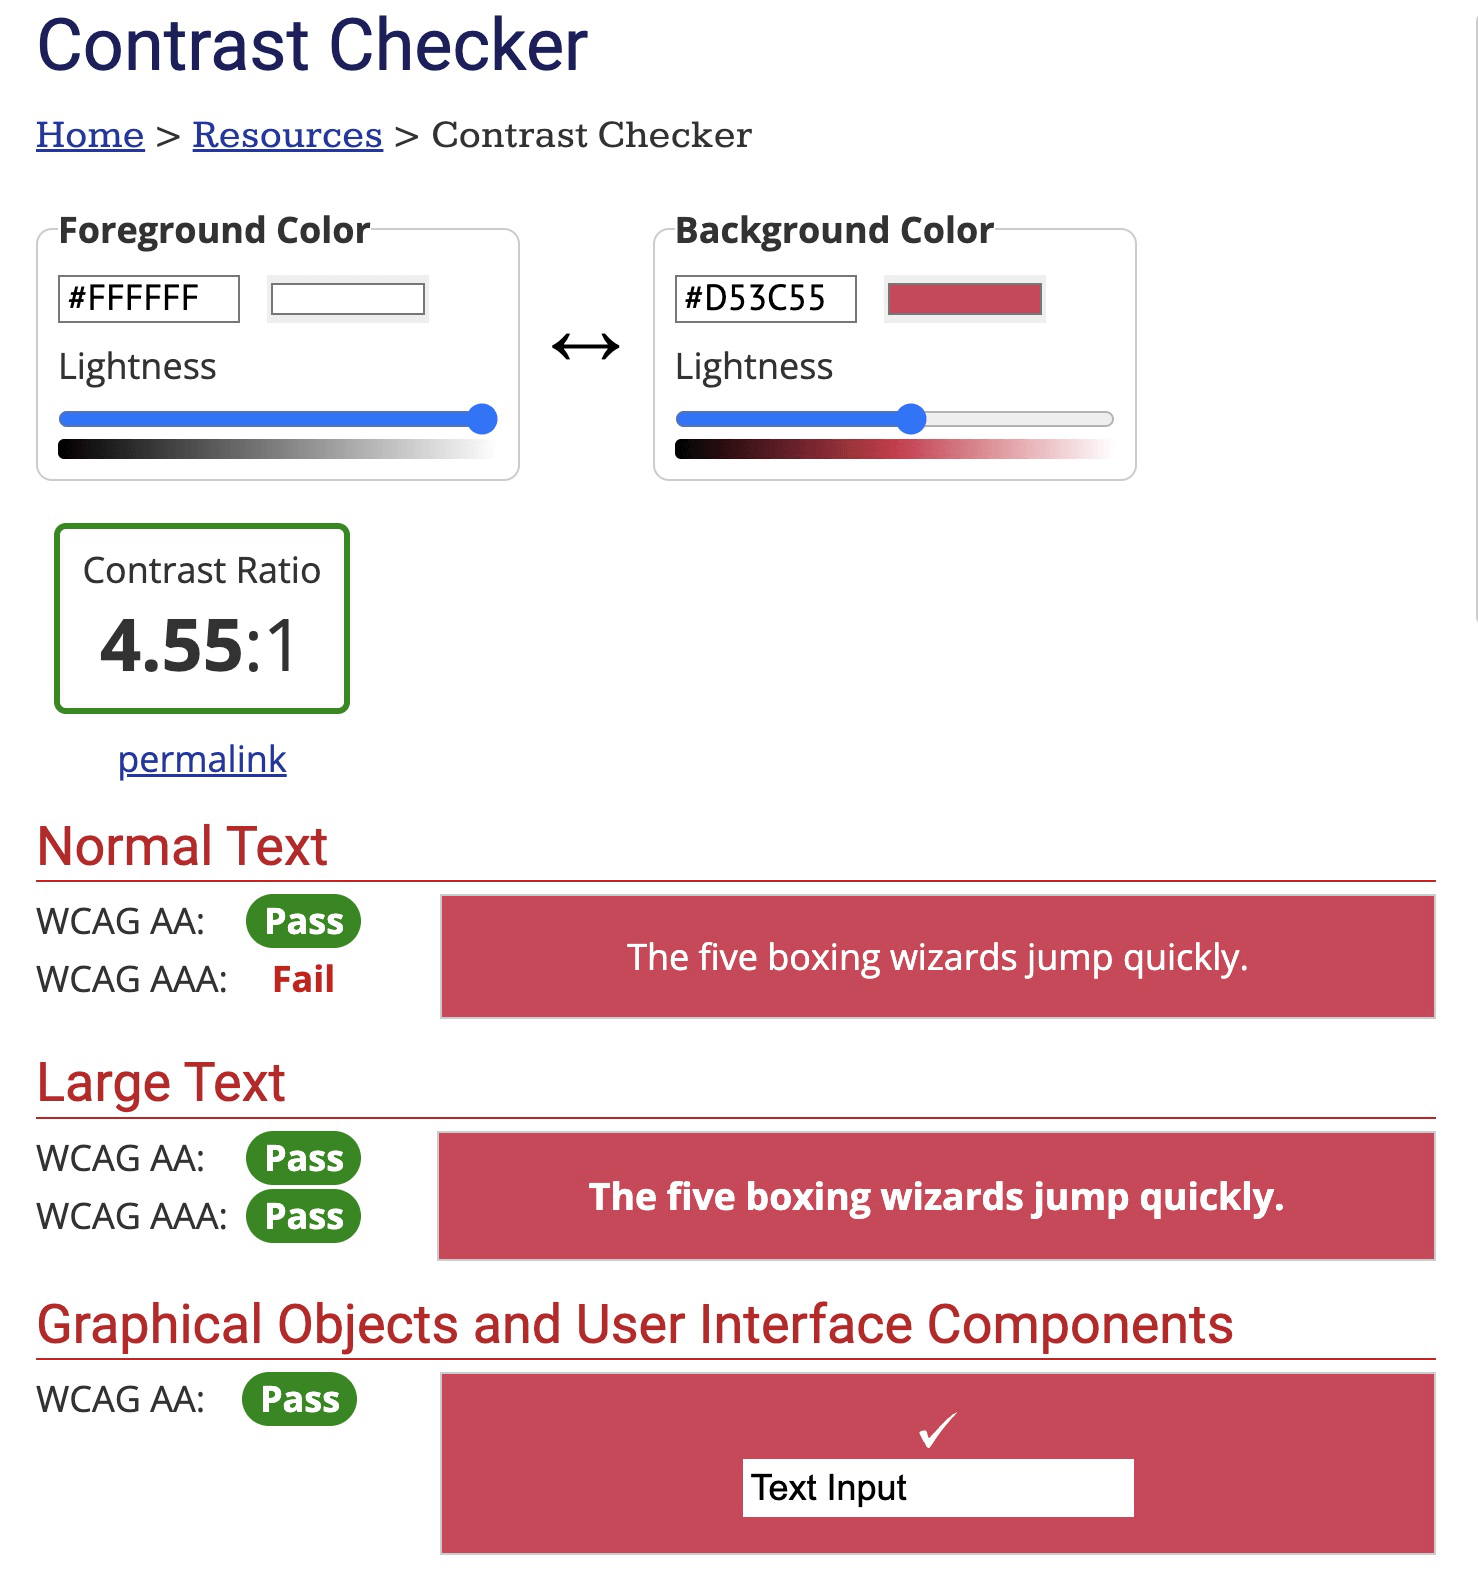 Contrast Checker
Home > Resources > Contrast Checker
Foreground Color
#FFFFFF
Lightness
Background Color
#D53C55
Lightness
Contrast Ratio
4.55:1
permalink
Normal Text
WCAG AA: Pass
WCAG AAA: Fail
The five boxing wizards jump quickly.
Large Text
WCAG AA: Pass
WCAG AAA: Pass
The five boxing wizards jump quickly.
Graphical Objects and User Interface Components
WCAG AA: Pass
Text Input